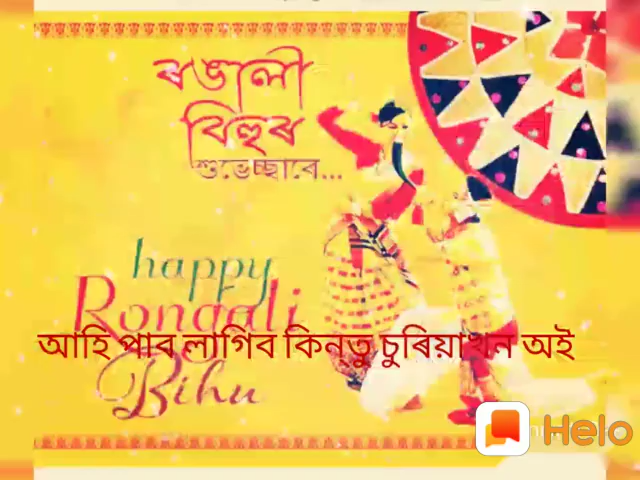 ৰঙালী
বিহুৰ
শুভেচ্ছাৰে...
happy
Rongali
আহি পাব লাগিব কিনতু চুৰিয়াখন অই
Bihu
Helo